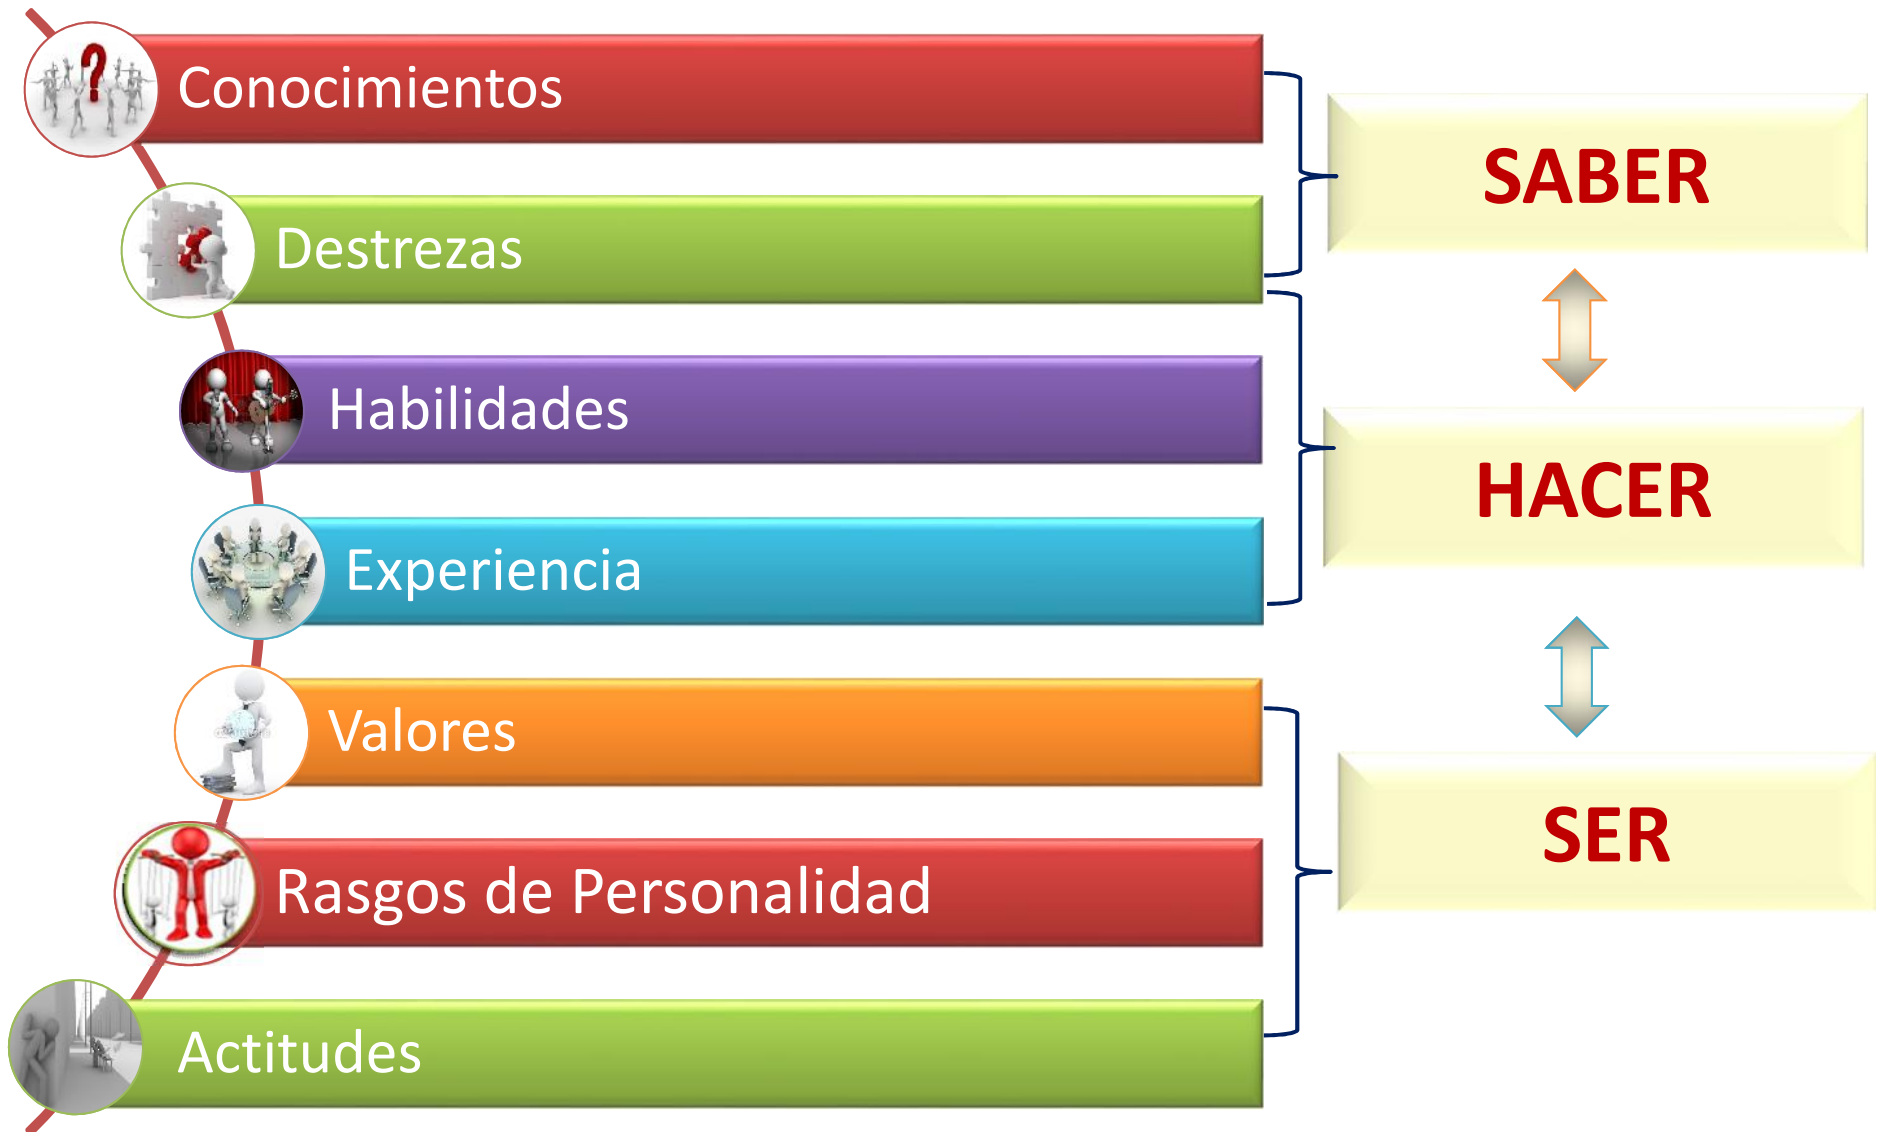 Conocimientos
SABER
Destrezas
Habilidades
HACER
Experiencia
Valores
SER
Rasgos de Personalidad
Actitudes